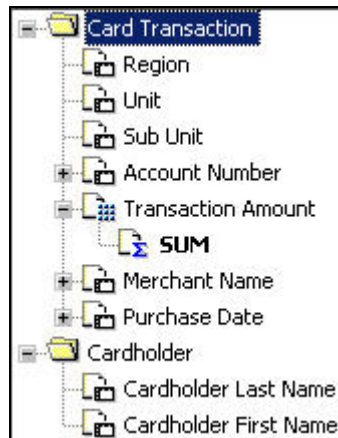 Card Transaction
Region
Unit
Sub Unit
Account Number
Transaction Amount
SUM
Merchant Name
Purchase Date
Cardholder
Cardholder Last Name
Cardholder First Name